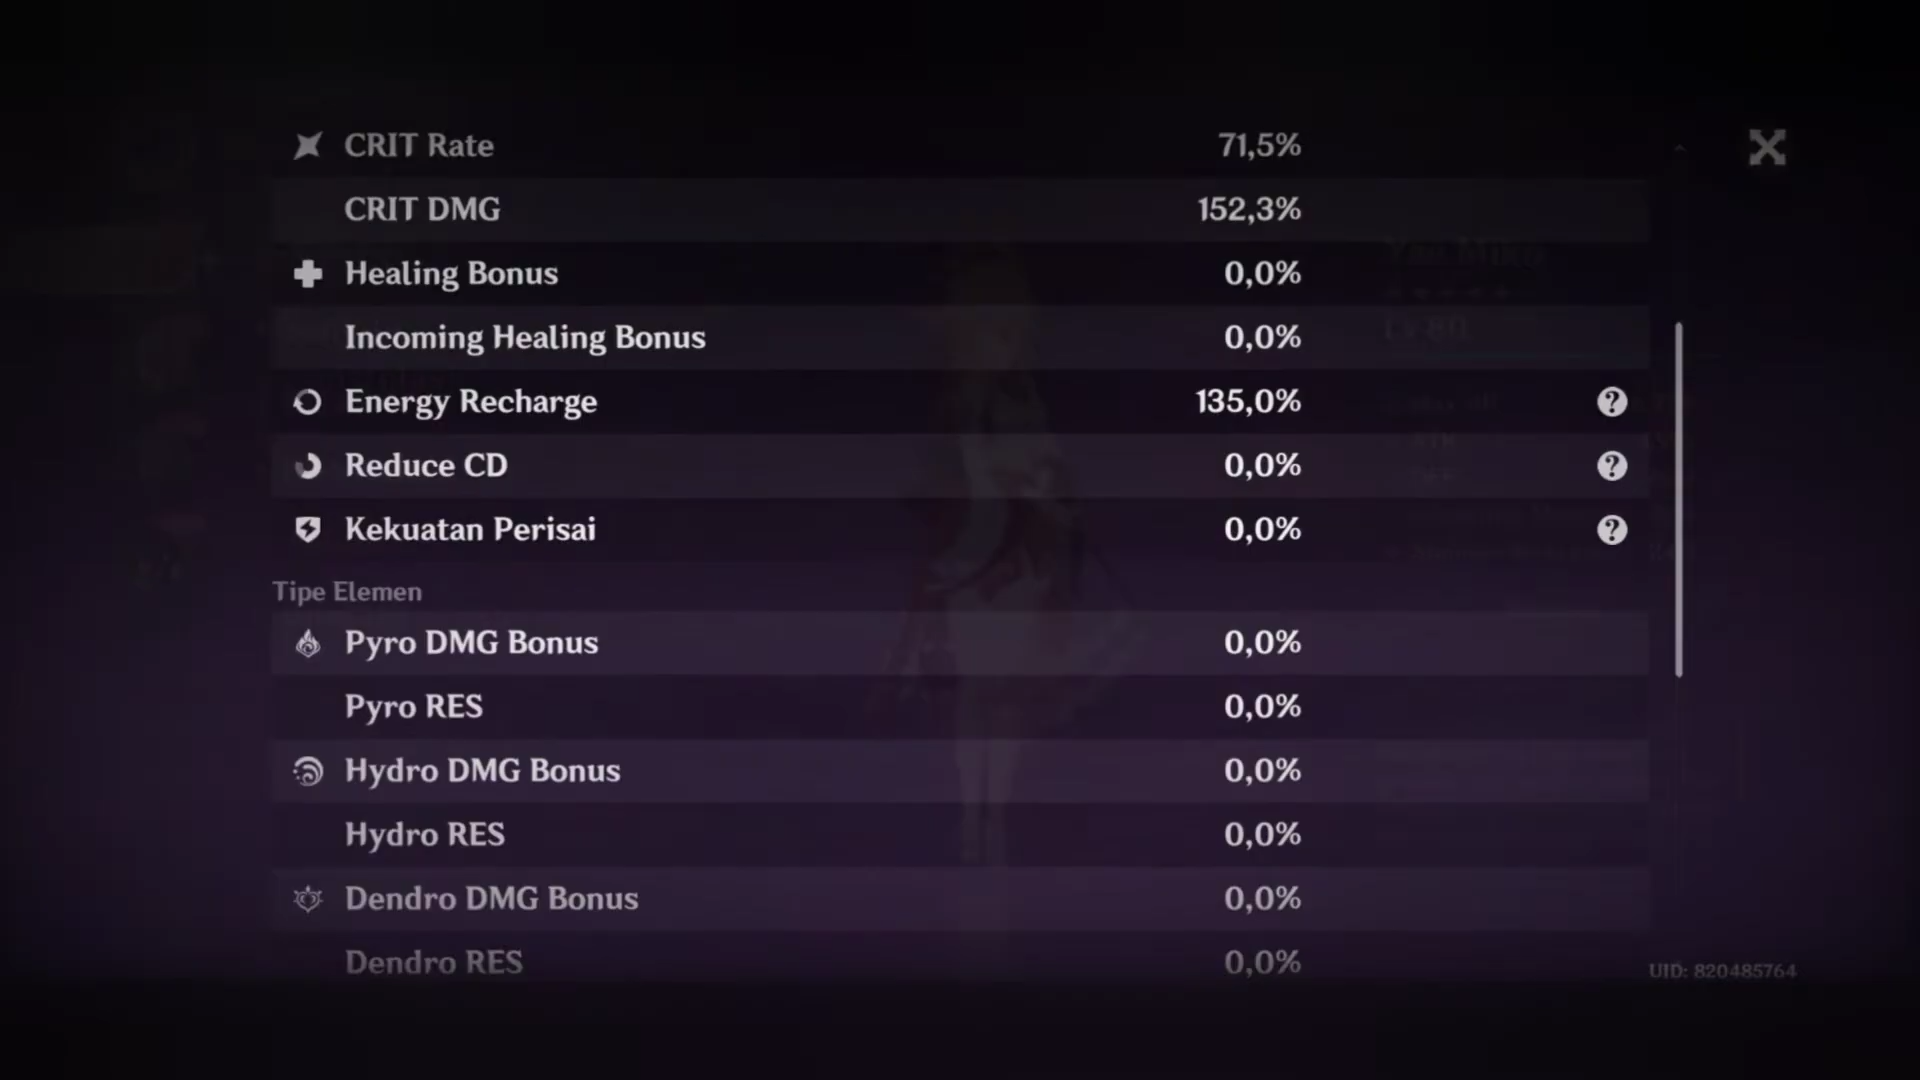 CRIT Rate 71,5%
CRIT DMG 152,3%
Healing Bonus 0,0%
Incoming Healing Bonus 0,0%
Energy Recharge 135,0%
Reduce CD 0,0%
Kekuatan Perisai 0,0%
Tipe Elemen
Pyro DMG Bonus 0,0%
Pyro RES 0,0%
Hydro DMG Bonus 0,0%
Hydro RES 0,0%
Dendro DMG Bonus 0,0%
Dendro RES 0,0%
UID: 820485764